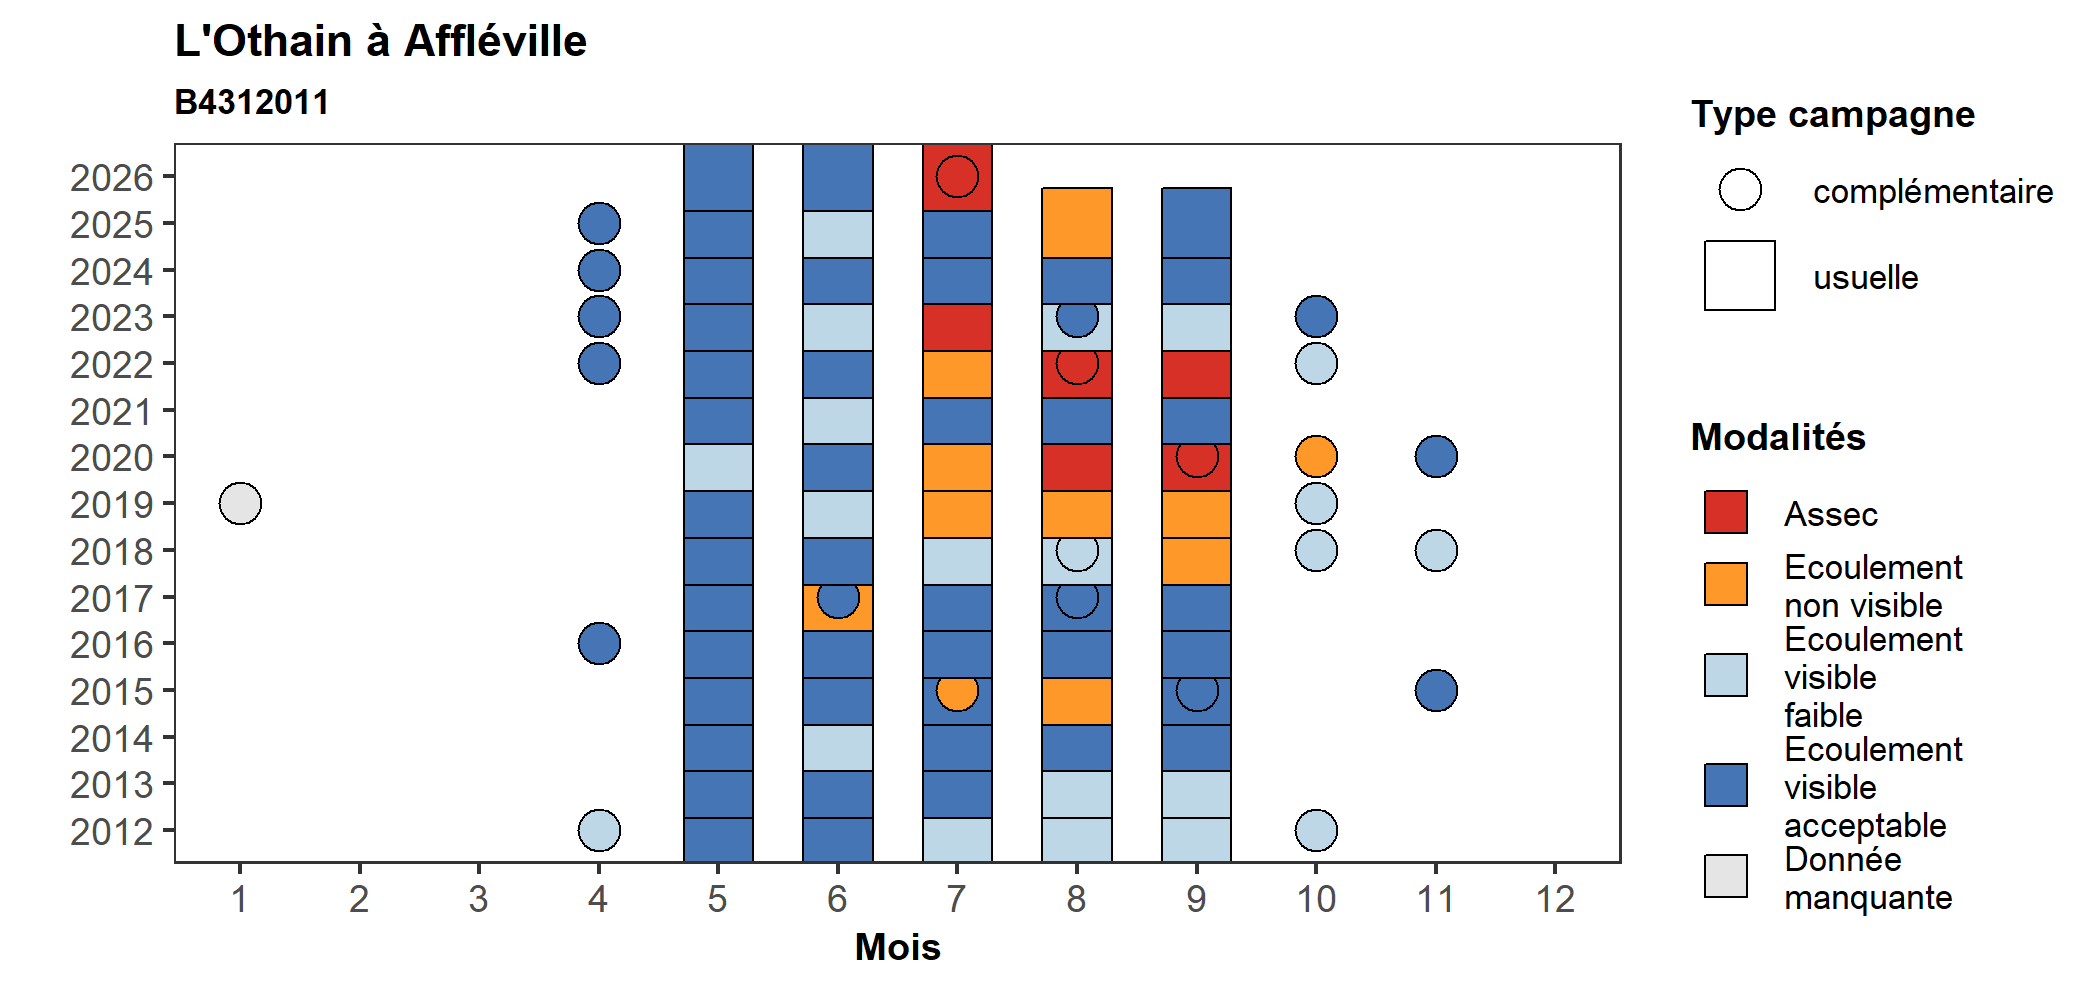 L'Othain à Affléville
B4312011
2026
2025
2024
2023
2022
2021
2020
2019
2018
2017
2016
2015
2014
2013
2012
1 2 3 4 5 6 7 8 9 10 11 12
Mois
Type campagne
complémentaire
usuelle
Modalités
Assec
Ecoulement
non visible
Ecoulement
visible
faible
Ecoulement
visible
acceptable
Donnée
manquante